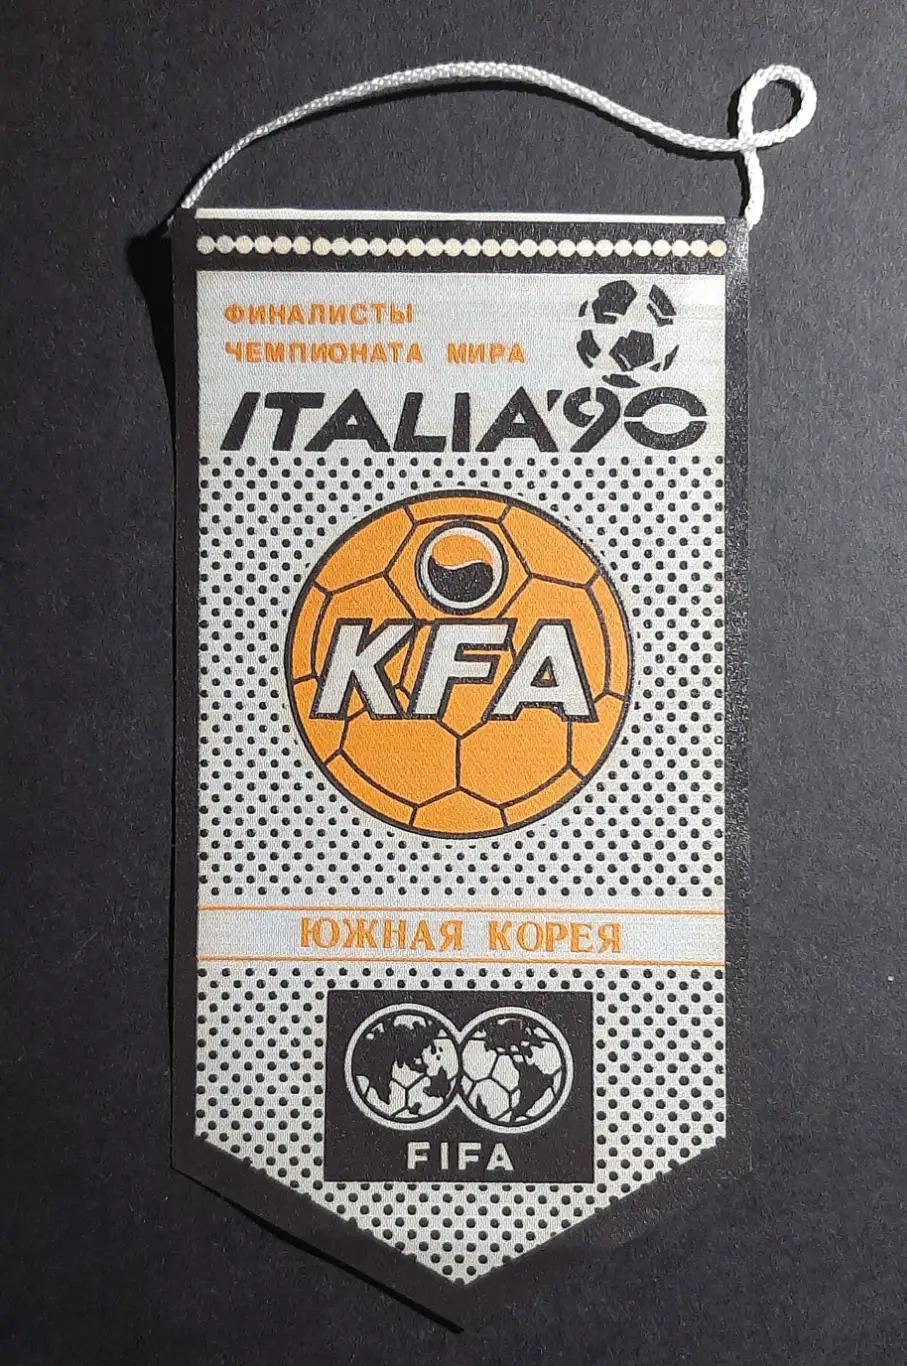 ФИНАЛИСТЫ
ЧЕМПИОНАТА МИРА
ITALIA'90
KFA
ЮЖНАЯ КОРЕЯ
FIFA